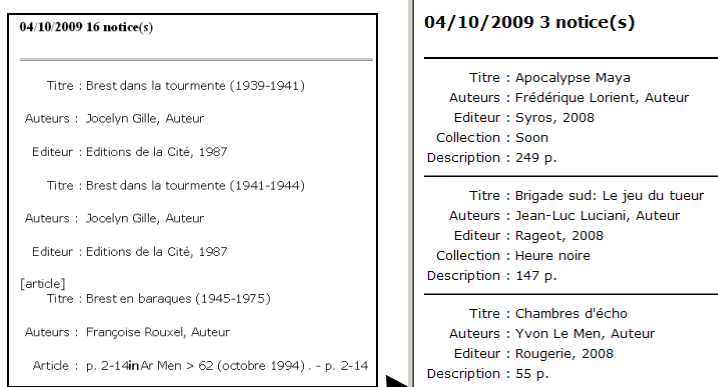 04/10/2009 16 notice(s)
Titre : Brest dans la tourmente (1939-1941)
Auteurs : Jocelyn Gille, Auteur
Editeur : Editions de la Cité, 1987
Titre : Brest dans la tourmente (1941-1944)
Auteurs : Jocelyn Gille, Auteur
Editeur : Editions de la Cité, 1987
[article]
Titre : Brest en baraques (1945-1975)
Auteurs : Françoise Rouxel, Auteur
Article : p. 2-14in Ar Men > 62 (octobre 1994) . - p. 2-14
04/10/2009 3 notice(s)
Titre : Apocalypse Maya
Auteurs : Frédérique Lorient, Auteur
Editeur : Syros, 2008
Collection : Soon
Description : 249 p.
Titre : Brigade sud: Le jeu du tueur
Auteurs : Jean-Luc Luciani, Auteur
Editeur : Rageot, 2008
Collection : Heure noire
Description : 147 p.
Titre : Chambres d'écho
Auteurs : Yvon Le Men, Auteur
Editeur : Rougerie, 2008
Description : 55 p.